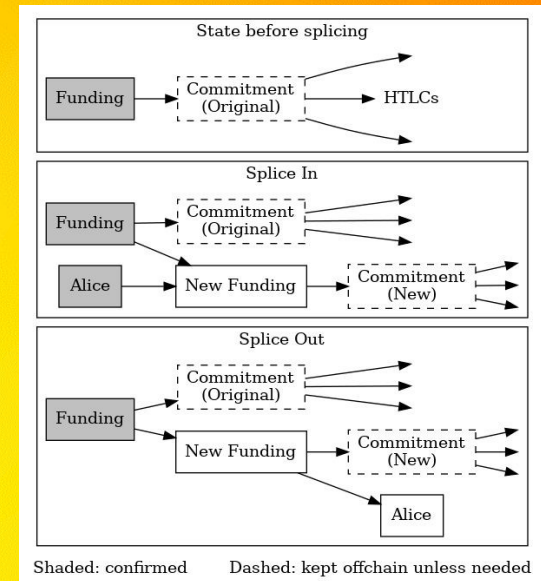 State before splicing
Funding
Commitment
(Original)
HTLCs
Splice In
Funding
Commitment
(Original)
Alice
New Funding
Commitment
(New)
Splice Out
Commitment
(Original)
Funding
New Funding
Commitment
(New)
Alice
Shaded: confirmed Dashed: kept offchain unless needed